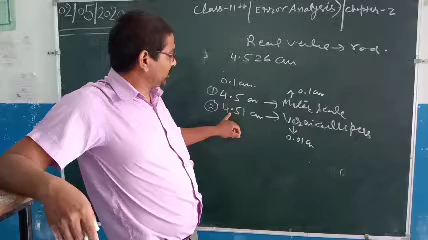 02/05/202
Class-11th (Error Analysis) chapter-2
Real value → rod.
4.526 cm
0.1 cm.
① 4.5 cm → Meter Scale
0.1 cm
② 4.51 cm → Vernier callipers
0.01 cm